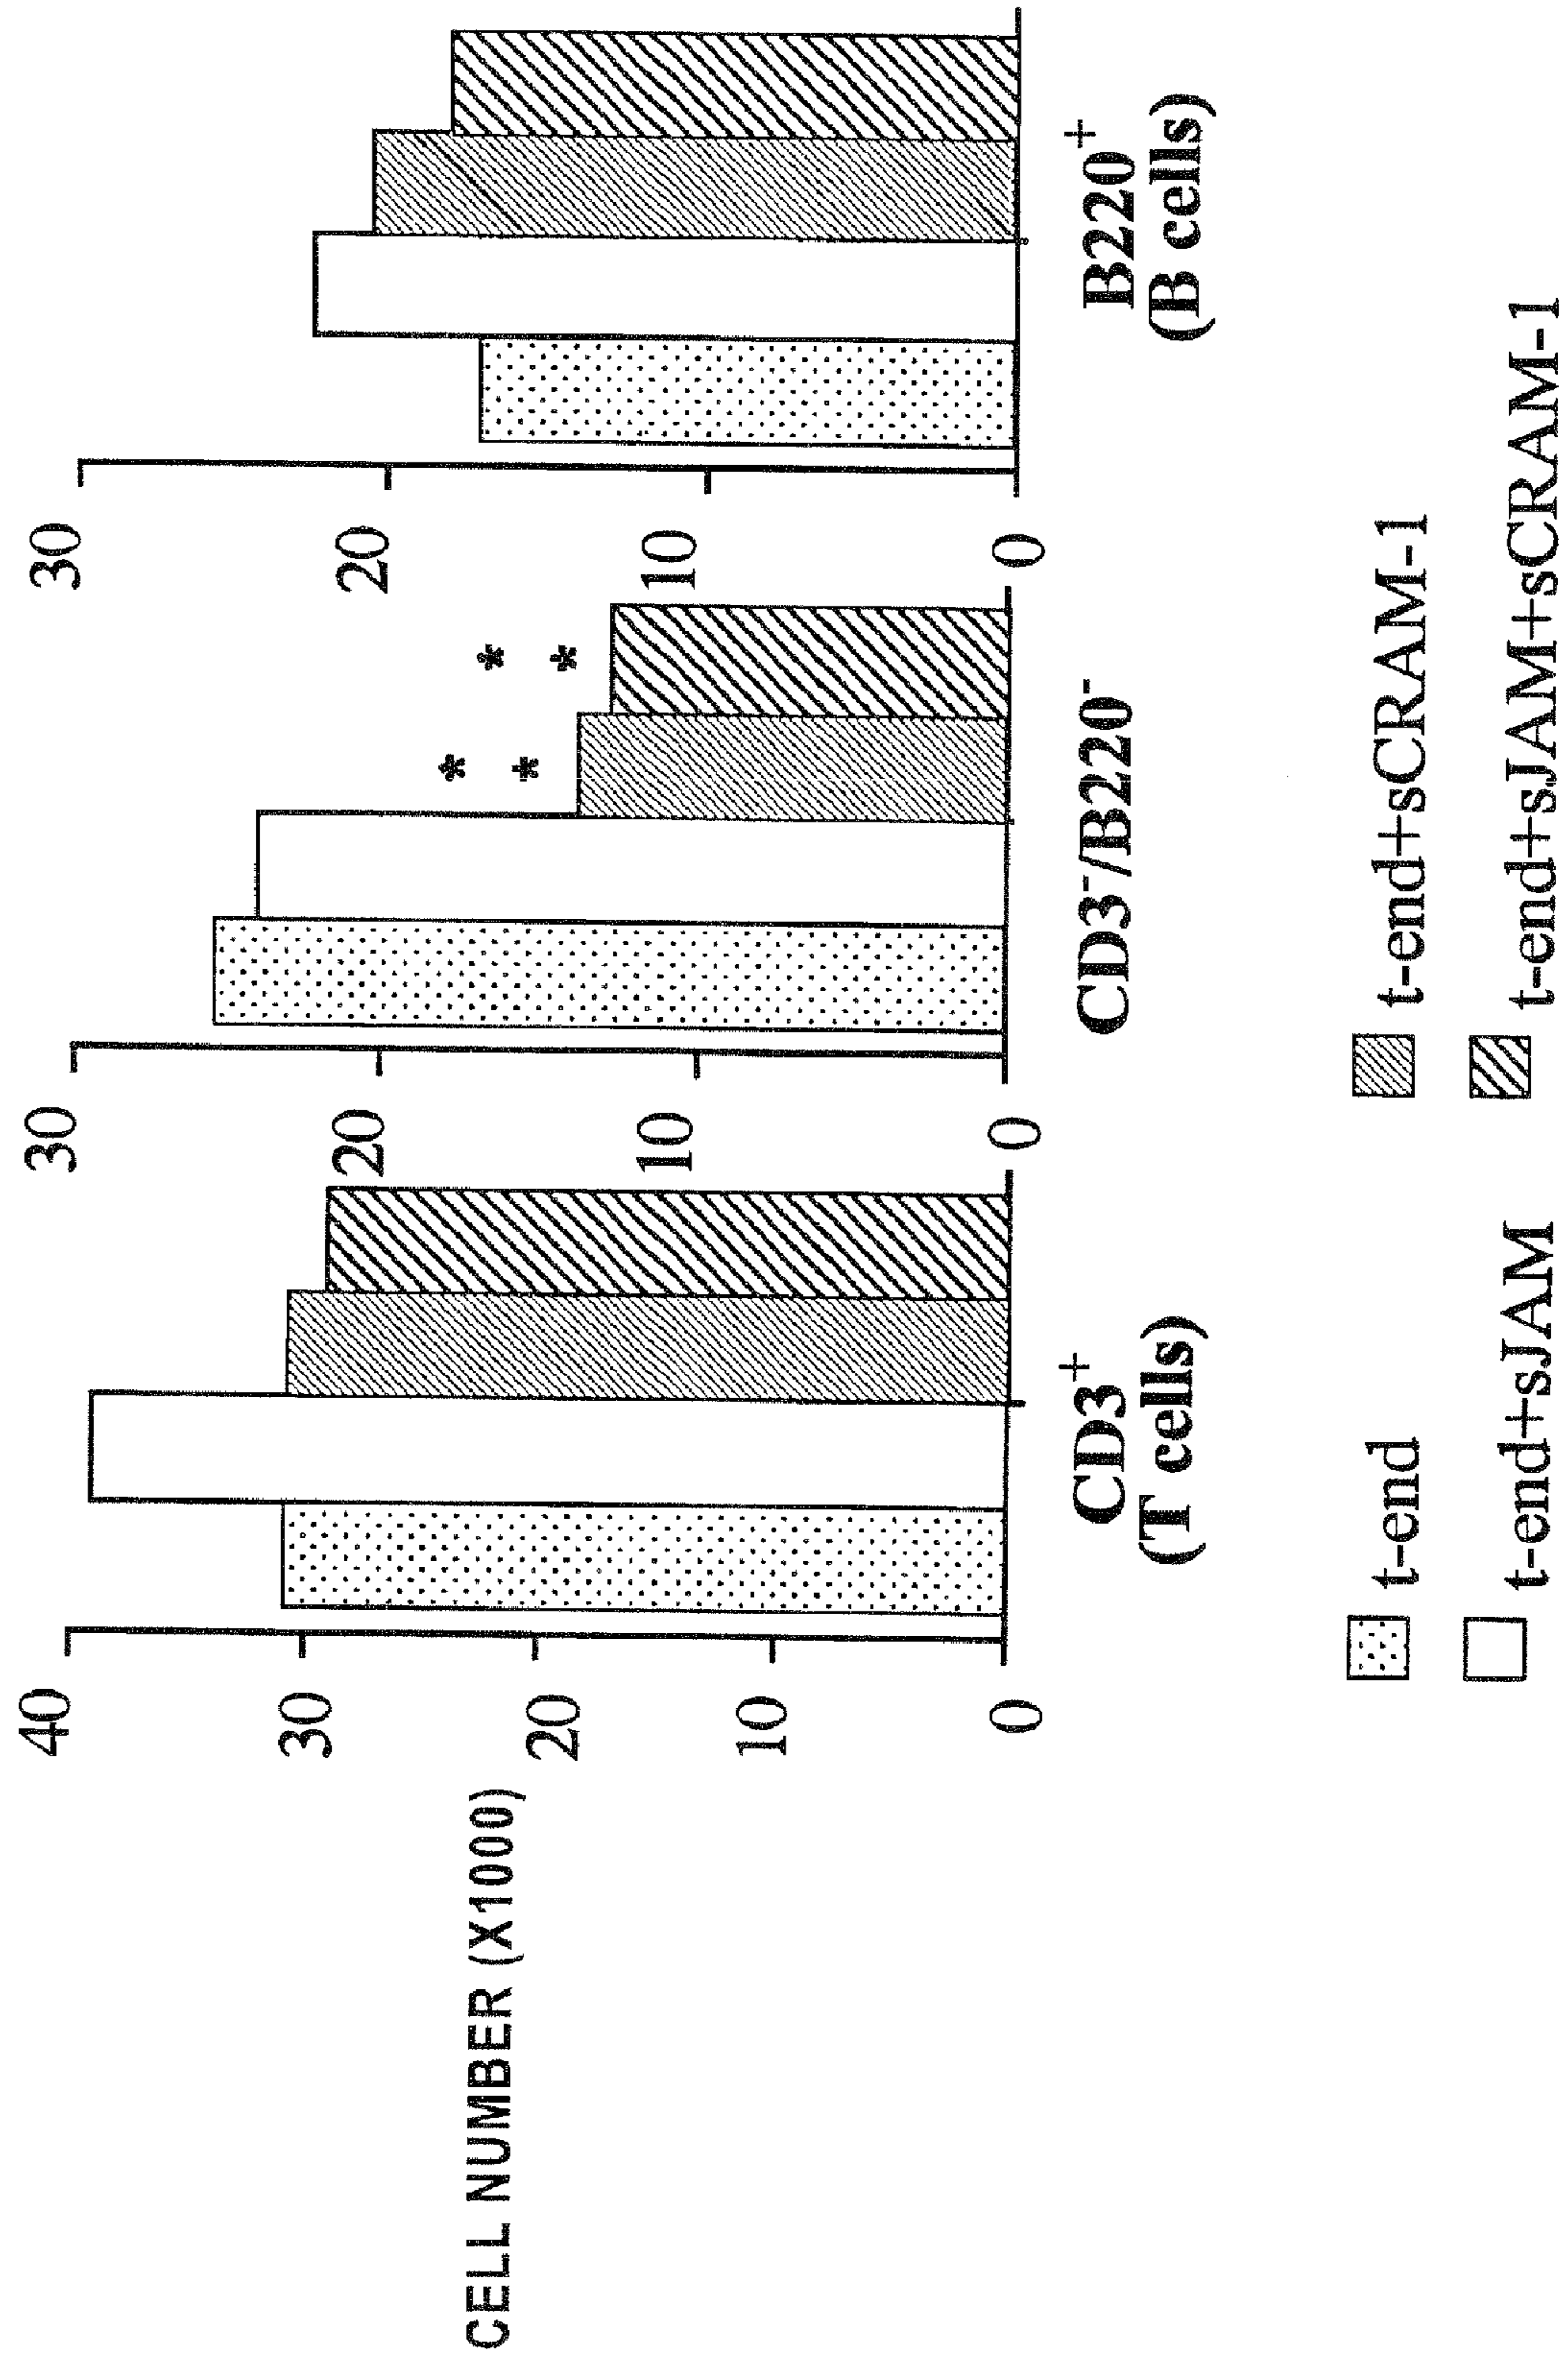 CELL NUMBER (X1000)
40
30
20
10
0
CD3+
(T cells)
30
20
10
0
* *
* *
CD3-/B220-
30
20
10
0
B220+
(B cells)
t-end
t-end+sJAM
t-end+sCRAM-1
t-end+sJAM+sCRAM-1